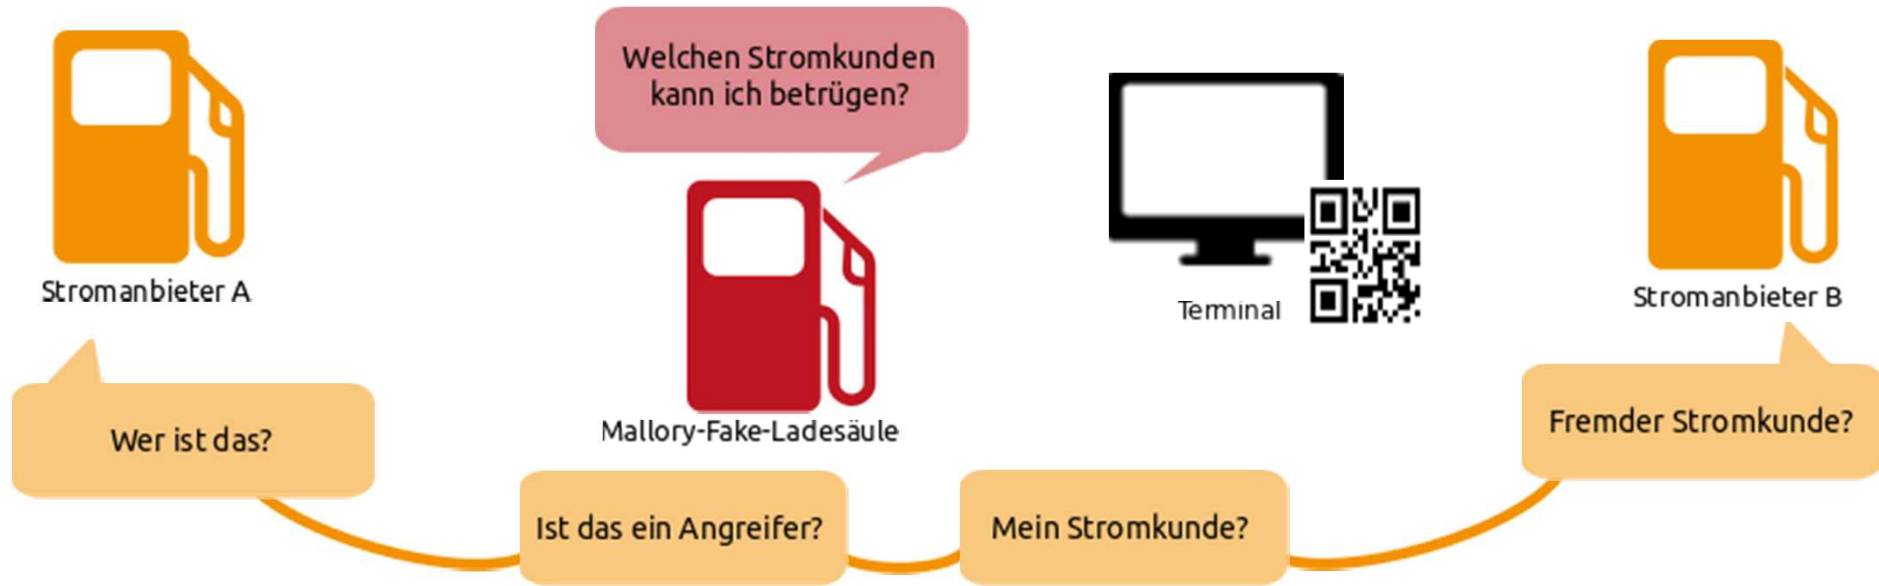 Welchen Stromkunden
kann ich betrügen?
Stromanbieter A
Terminal
Stromanbieter B
Mallory-Fake-Ladesäule
Wer ist das?
Ist das ein Angreifer?
Mein Stromkunde?
Fremder Stromkunde?